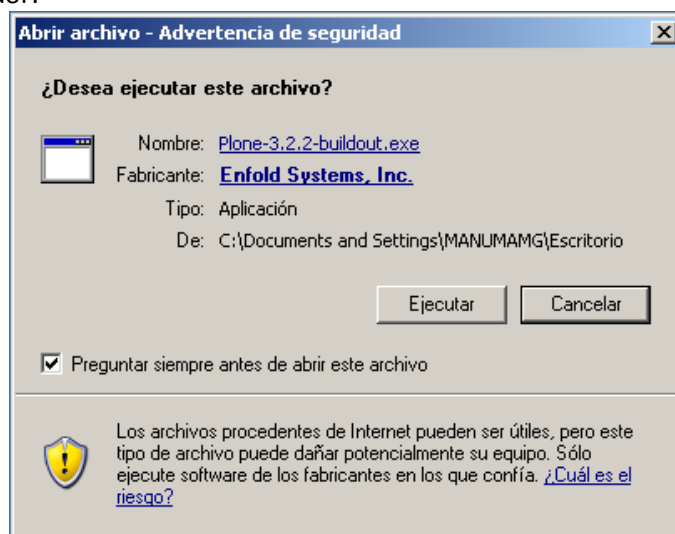 Abrir archivo - Advertencia de seguridad
¿Desea ejecutar este archivo?
Nombre: Plone-3.2.2-buildout.exe
Fabricante: Enfold Systems, Inc.
Tipo: Aplicación
De: C:\Documents and Settings\MANUMAMG\Escritorio
Ejecutar Cancelar
Preguntar siempre antes de abrir este archivo
Los archivos procedentes de Internet pueden ser útiles, pero este
tipo de archivo puede dañar potencialmente su equipo. Sólo
ejecute software de los fabricantes en los que confía. ¿Cuál es el
riesgo?